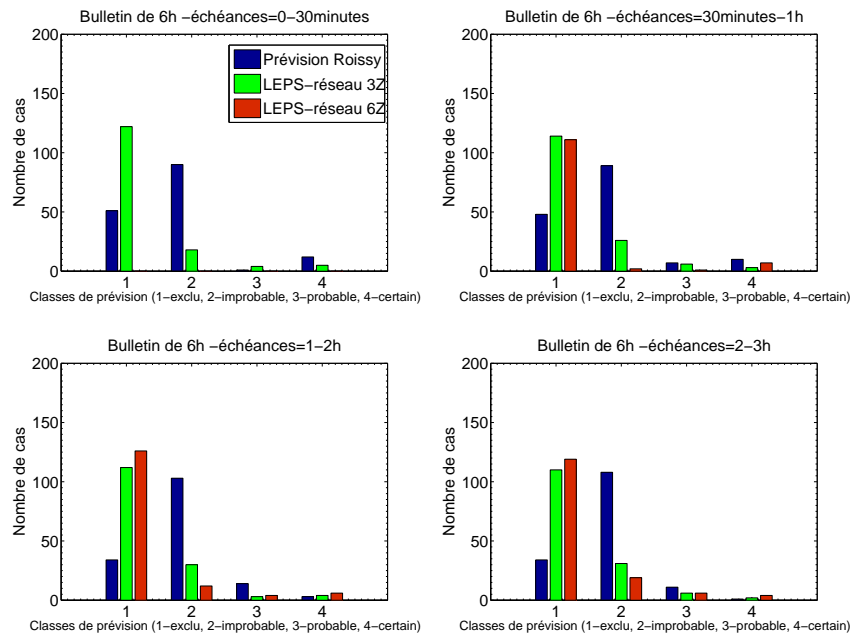 Bulletin de 6h −échéances=0−30minutes
200
150
100
50
0
Nombre de cas
1 2 3 4
Classes de prévision (1−exclu, 2−improbable, 3−probable, 4−certain)
Prévision Roissy
LEPS−réseau 3Z
LEPS−réseau 6Z
Bulletin de 6h −échéances=30minutes−1h
200
150
100
50
0
Nombre de cas
1 2 3 4
Classes de prévision (1−exclu, 2−improbable, 3−probable, 4−certain)
Bulletin de 6h −échéances=1−2h
200
150
100
50
0
Nombre de cas
1 2 3 4
Classes de prévision (1−exclu, 2−improbable, 3−probable, 4−certain)
Bulletin de 6h −échéances=2−3h
200
150
100
50
0
Nombre de cas
1 2 3 4
Classes de prévision (1−exclu, 2−improbable, 3−probable, 4−certain)